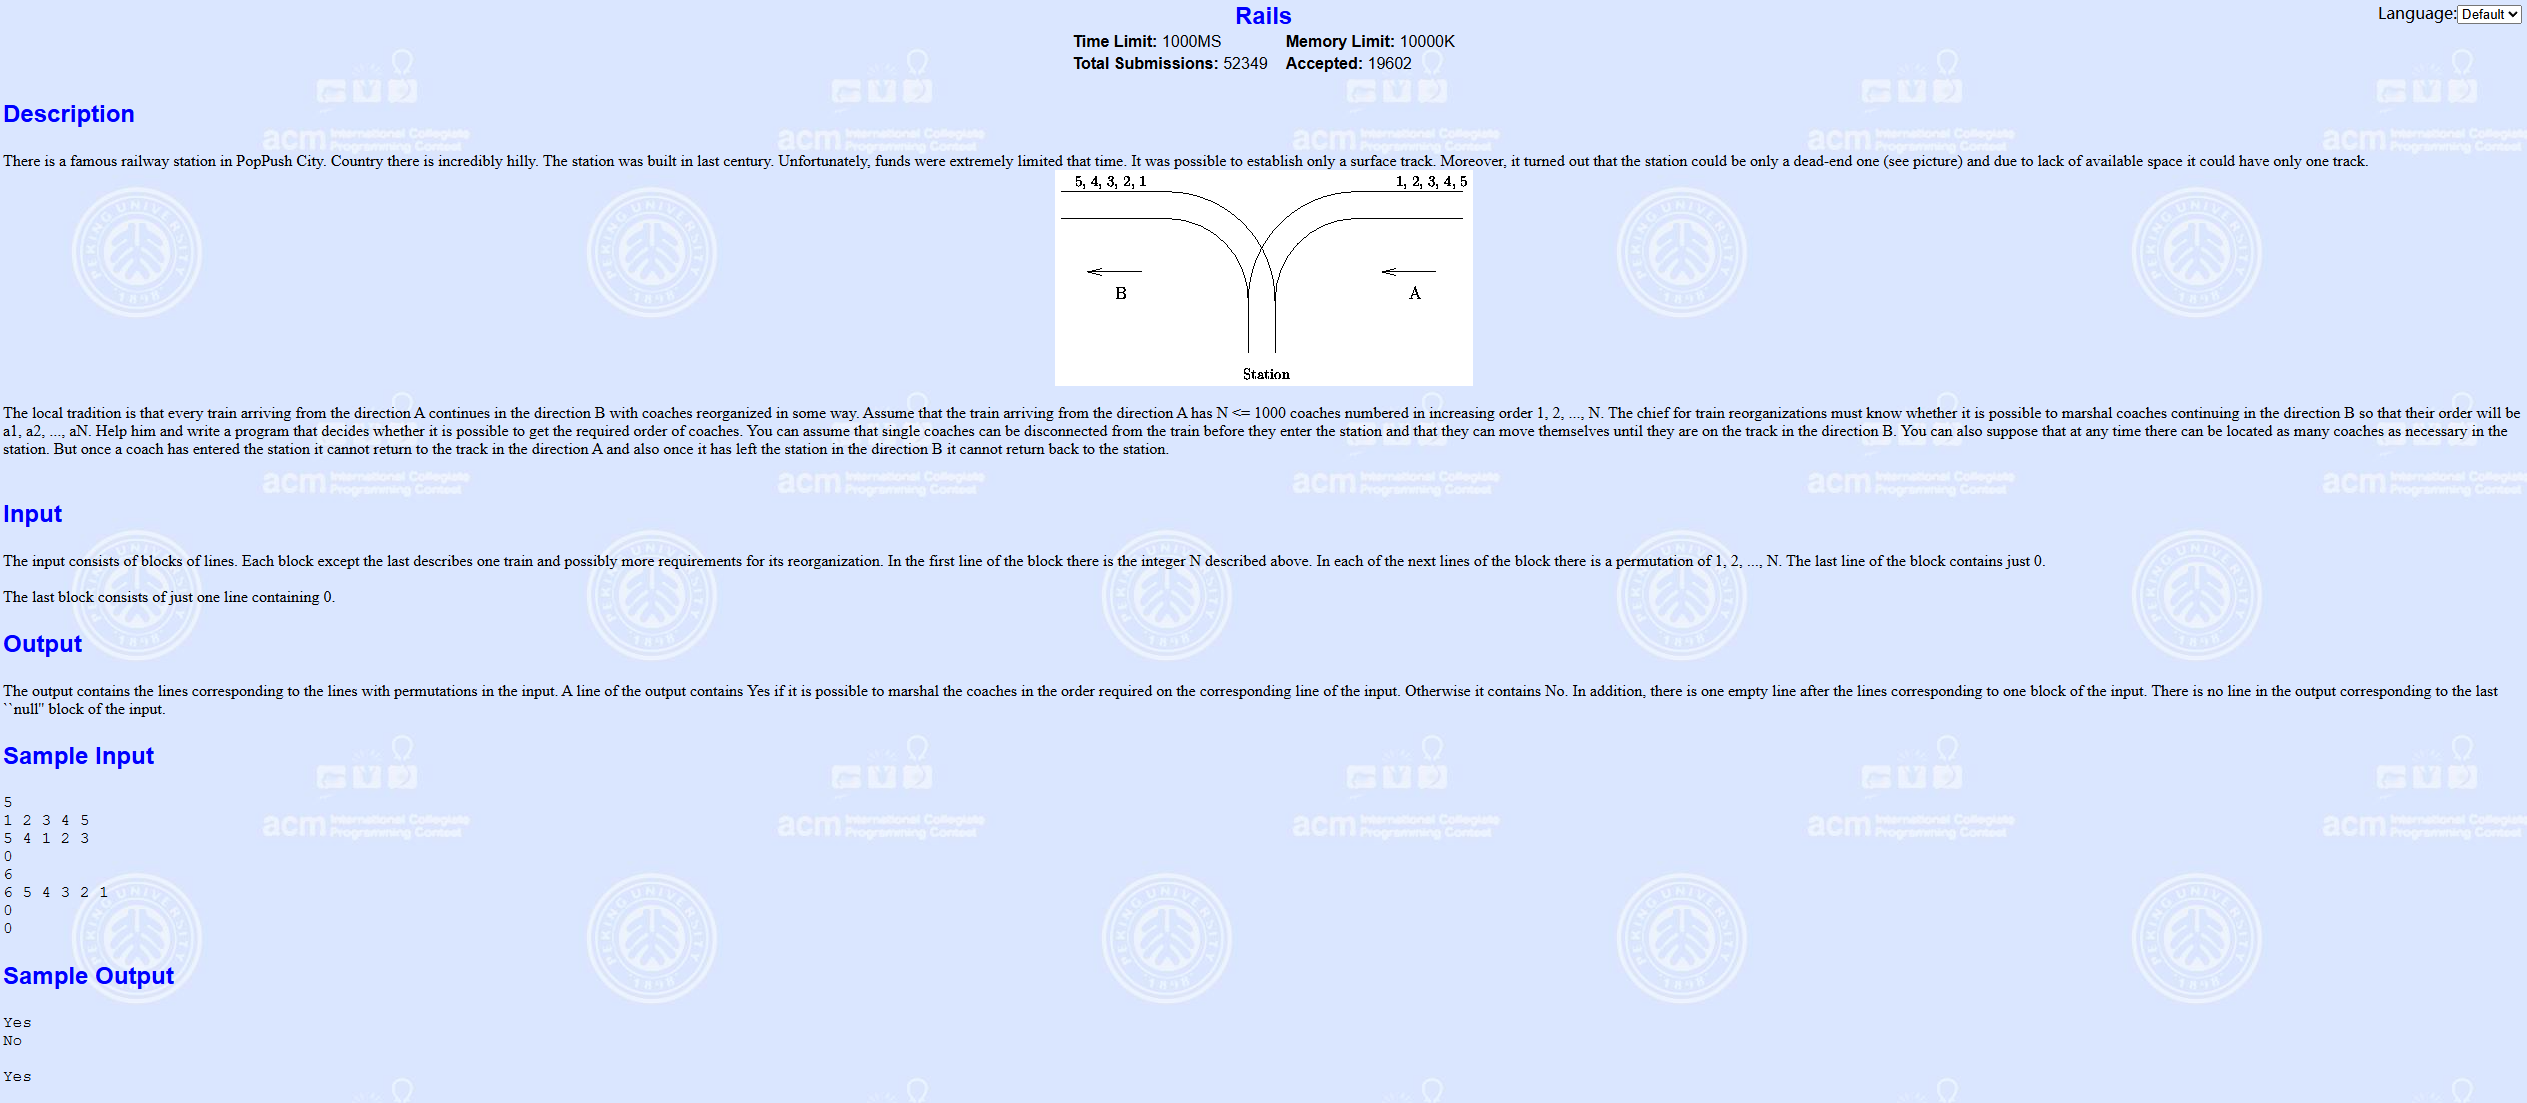 Rails
Language: Default
Time Limit: 1000MS Memory Limit: 10000K
Total Submissions: 52349 Accepted: 19602
Description
There is a famous railway station in PopPush City. Country there is incredibly hilly. The station was built in last century. Unfortunately, funds were extremely limited that time. It was possible to establish only a surface track. Moreover, it turned out that the station could be only a dead-end one (see picture) and due to lack of available space it could have only one track.
5, 4, 3, 2, 1 1, 2, 3, 4, 5
B A
Station
The local tradition is that every train arriving from the direction A continues in the direction B with coaches reorganized in some way. Assume that the train arriving from the direction A has N <= 1000 coaches numbered in increasing order 1, 2, ..., N. The chief for train reorganizations must know whether it is possible to marshal coaches continuing in the direction B so that their order will be
a1, a2, ..., aN. Help him and write a program that decides whether it is possible to get the required order of coaches. You can assume that single coaches can be disconnected from the train before they enter the station and that they can move themselves until they are on the track in the direction B. You can also suppose that at any time there can be located as many coaches as necessary in the
station. But once a coach has entered the station it cannot return to the track in the direction A and also once it has left the station in the direction B it cannot return back to the station.
Input
The input consists of blocks of lines. Each block except the last describes one train and possibly more requirements for its reorganization. In the first line of the block there is the integer N described above. In each of the next lines of the block there is a permutation of 1, 2, ..., N. The last line of the block contains just 0.
The last block consists of just one line containing 0.
Output
The output contains the lines corresponding to the lines with permutations in the input. A line of the output contains Yes if it is possible to marshal the coaches in the order required on the corresponding line of the input. Otherwise it contains No. In addition, there is one empty line after the lines corresponding to one block of the input. There is no line in the output corresponding to the last
``null'' block of the input.
Sample Input
5
1 2 3 4 5
5 4 1 2 3
0
6
6 5 4 3 2 1
0
0
Sample Output
Yes
No
Yes